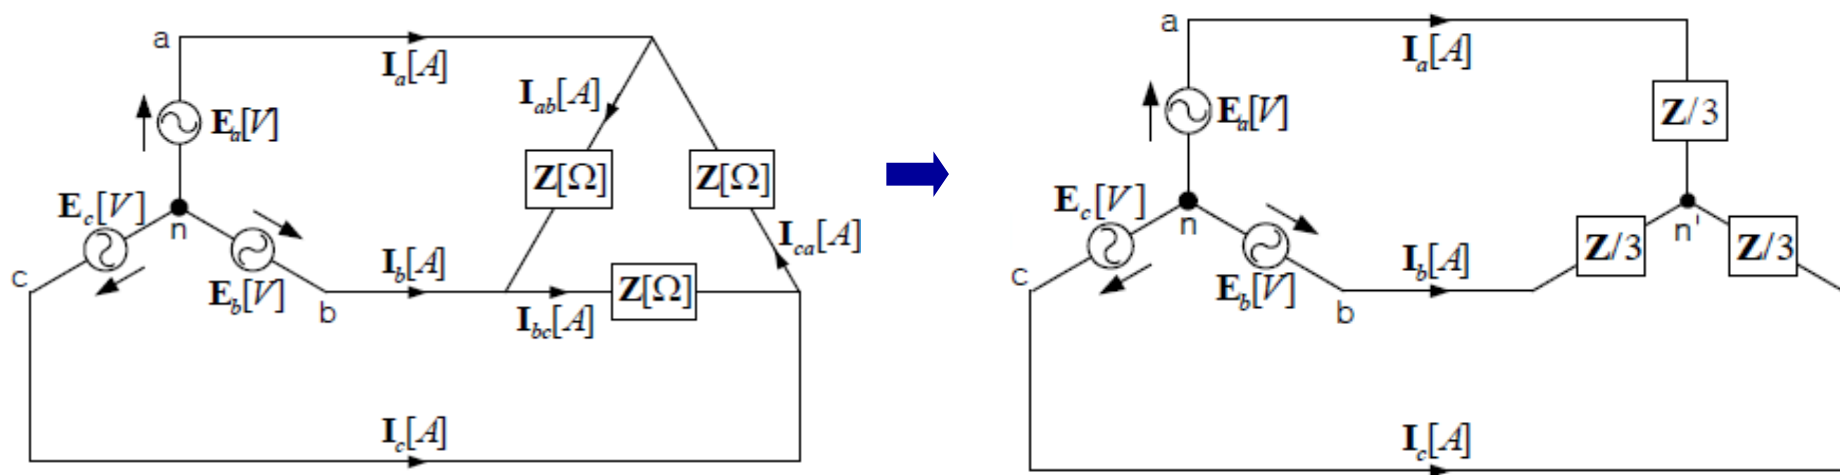 a
I_a[A]
I_ab[A]
E_a[V]
Z[Ω]
Z[Ω]
E_c[V]
n
I_ca[A]
c
I_b[A]
E_b[V]
b
Z[Ω]
I_bc[A]
I_c[A]
a
I_a[A]
E_a[V]
Z/3
E_c[V]
n
n'
Z/3
Z/3
c
I_b[A]
E_b[V]
b
I_c[A]